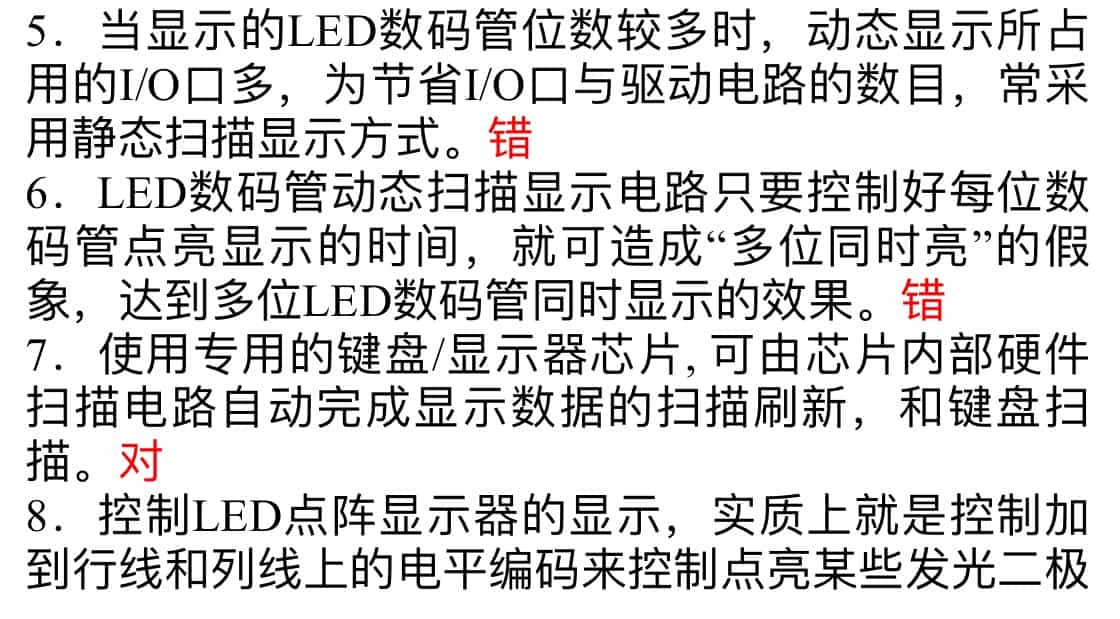 5．当显示的LED数码管位数较多时，动态显示所占
用的I/O口多，为节省I/O口与驱动电路的数目，常采
用静态扫描显示方式。错
6．LED数码管动态扫描显示电路只要控制好每位数
码管点亮显示的时间，就可造成“多位同时亮”的假
象，达到多位LED数码管同时显示的效果。错
7．使用专用的键盘/显示器芯片, 可由芯片内部硬件
扫描电路自动完成显示数据的扫描刷新，和键盘扫
描。对
8．控制LED点阵显示器的显示，实质上就是控制加
到行线和列线上的电平编码来控制点亮某些发光二极